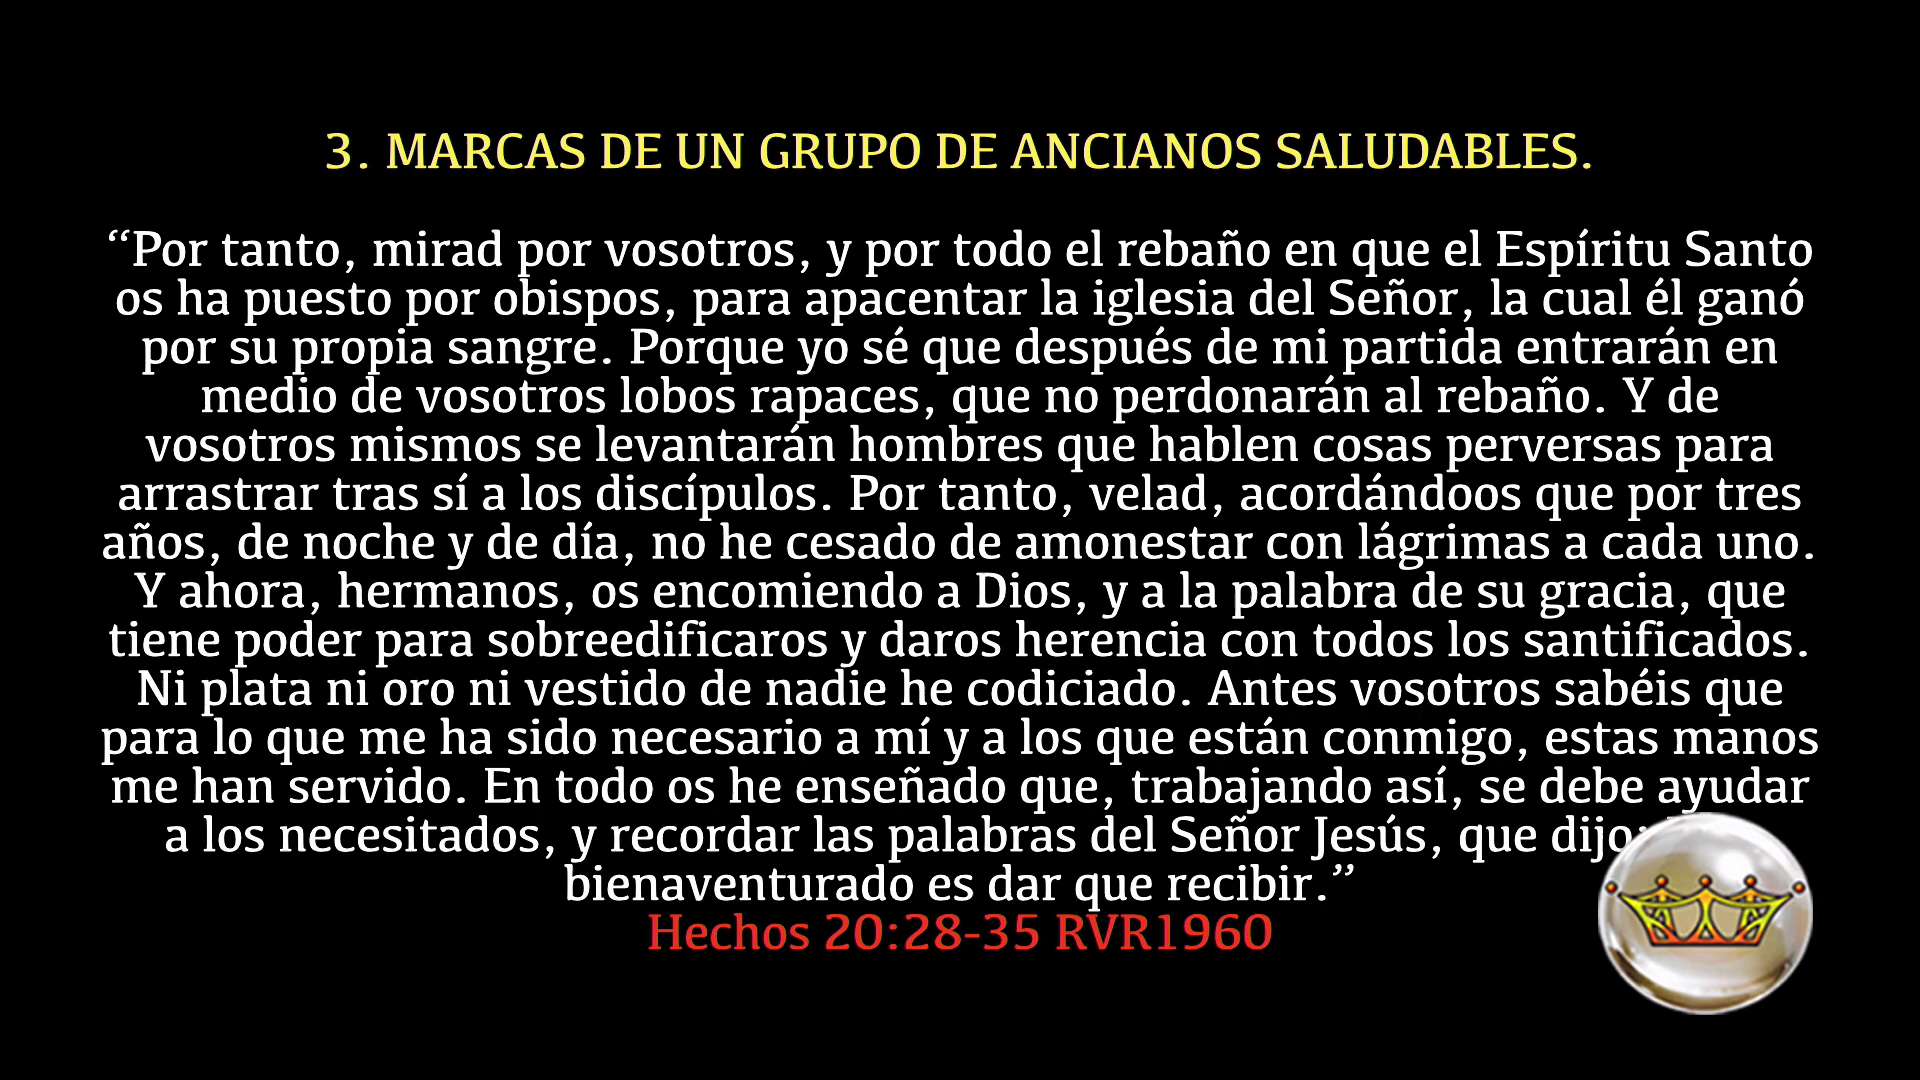 3. MARCAS DE UN GRUPO DE ANCIANOS SALUDABLES.
“Por tanto, mirad por vosotros, y por todo el rebaño en que el Espíritu Santo
os ha puesto por obispos, para apacentar la iglesia del Señor, la cual él ganó
por su propia sangre. Porque yo sé que después de mi partida entrarán en
medio de vosotros lobos rapaces, que no perdonarán al rebaño. Y de
vosotros mismos se levantarán hombres que hablen cosas perversas para
arrastrar tras sí a los discípulos. Por tanto, velad, acordándoos que por tres
años, de noche y de día, no he cesado de amonestar con lágrimas a cada uno.
Y ahora, hermanos, os encomiendo a Dios, y a la palabra de su gracia, que
tiene poder para sobreedificaros y daros herencia con todos los santificados.
Ni plata ni oro ni vestido de nadie he codiciado. Antes vosotros sabéis que
para lo que me ha sido necesario a mí y a los que están conmigo, estas manos
me han servido. En todo os he enseñado que, trabajando así, se debe ayudar
a los necesitados, y recordar las palabras del Señor Jesús, que dijo:
bienaventurado es dar que recibir.”
Hechos 20:28-35 RVR1960